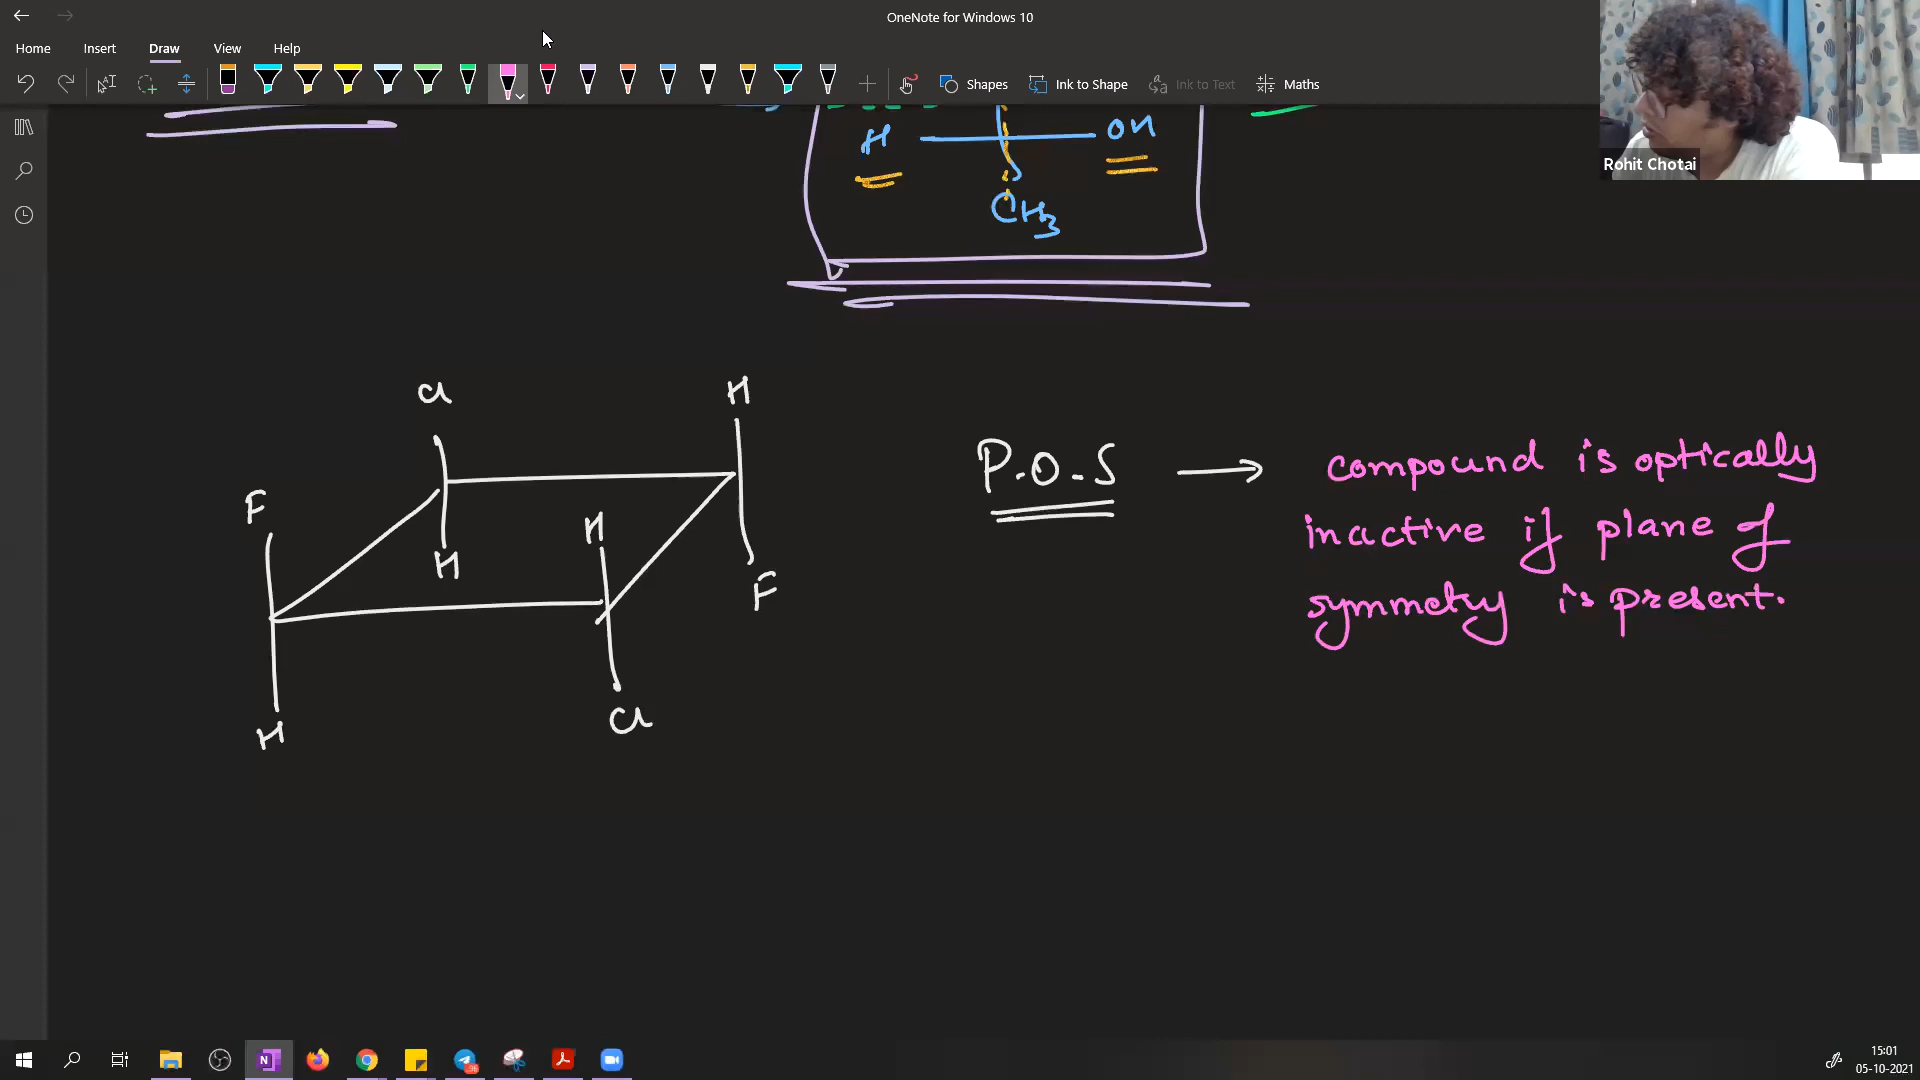 OneNote for Windows 10
Home Insert Draw View Help
Shapes Ink to Shape Ink to Text Maths
Rohit Chotai
H OH
CH3
Cl H
F H
H F
H Cl
P.O.S → compound is optically
inactive if plane of
symmetry is present.
15:01
05-10-2021